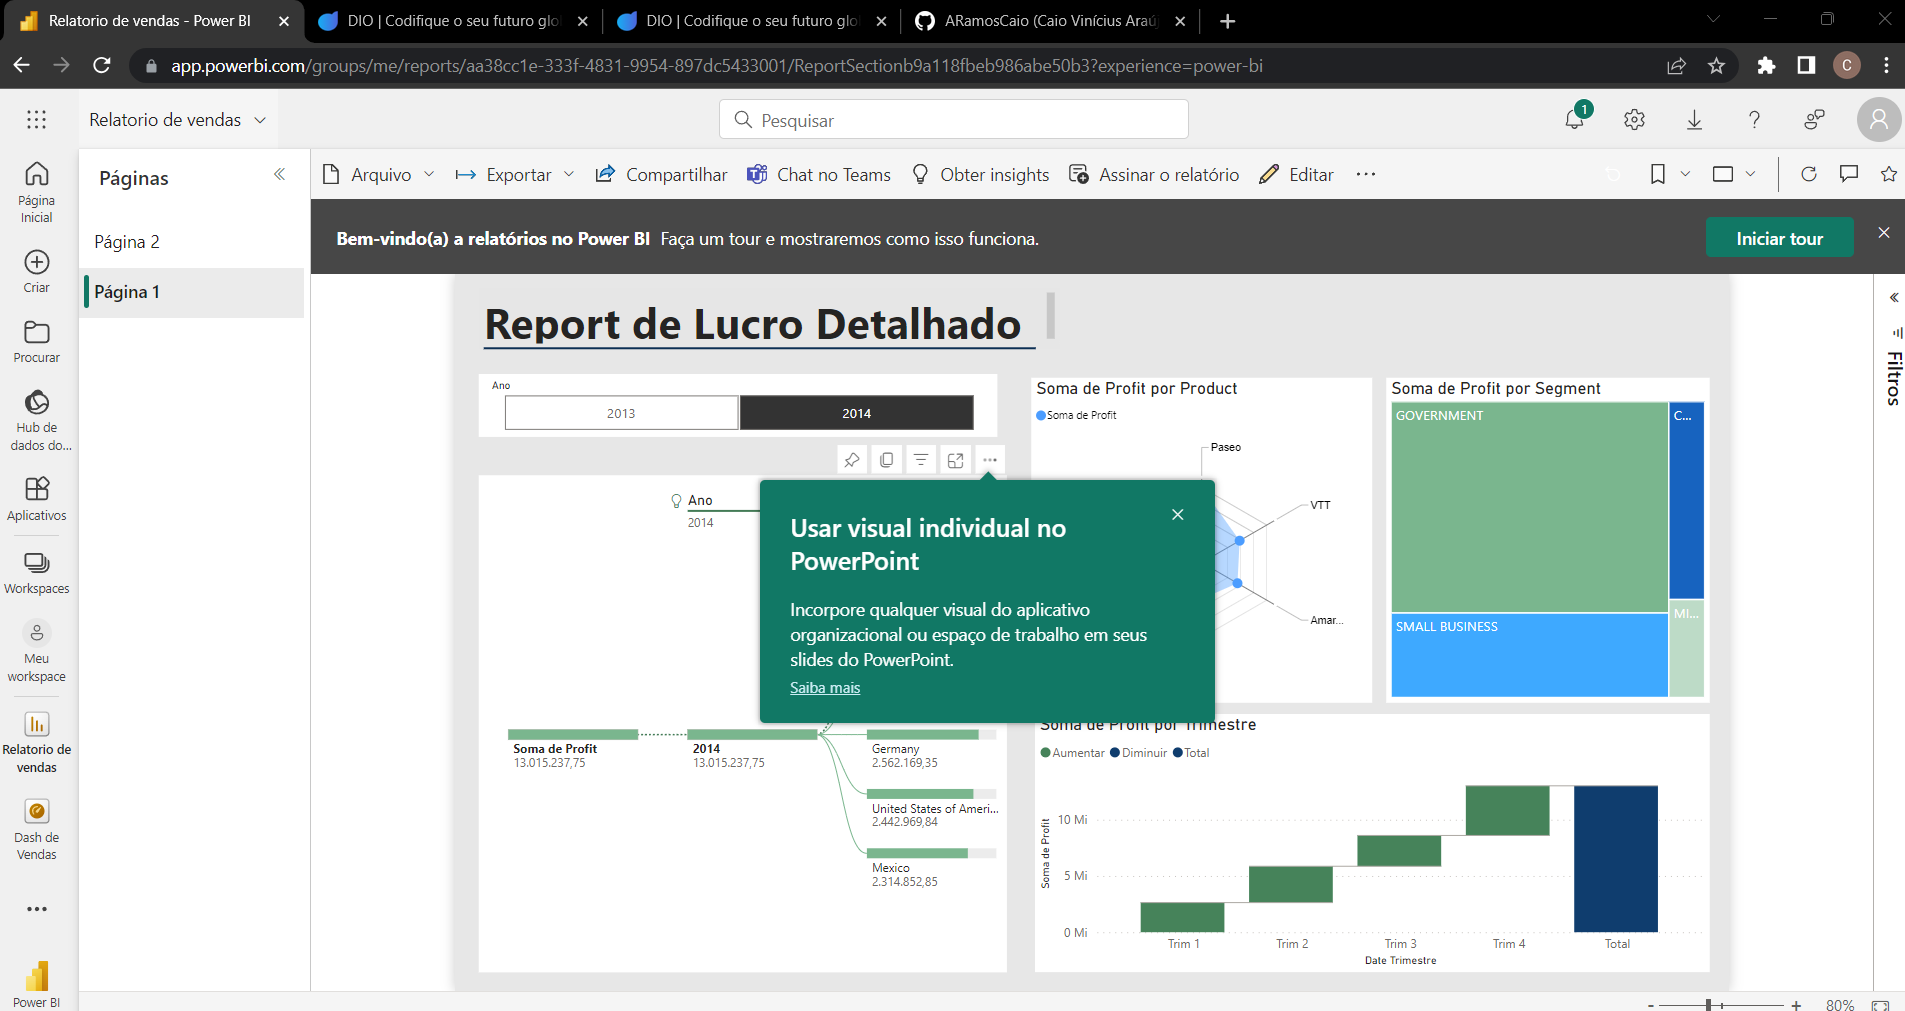 Relatorio de vendas - Power BI
DIO | Codifique o seu futuro glo
DIO | Codifique o seu futuro glo
ARamosCaio (Caio Vinícius Araúj
app.powerbi.com/groups/me/reports/aa38cc1e-333f-4831-9954-897dc5433001/ReportSectionb9a118fbeb986abe50b3?experience=power-bi
C
Relatorio de vendas
Pesquisar
1
Página Inicial
Criar
Procurar
Hub de dados do...
Aplicativos
Workspaces
Meu workspace
Relatorio de vendas
Dash de Vendas
Power BI
Páginas
Página 2
Página 1
Arquivo
Exportar
Compartilhar
Chat no Teams
Obter insights
Assinar o relatório
Editar
Bem-vindo(a) a relatórios no Power BI Faça um tour e mostraremos como isso funciona.
Iniciar tour
Filtros
Report de Lucro Detalhado
Ano
2013
2014
Ano
2014
Usar visual individual no
PowerPoint
Incorpore qualquer visual do aplicativo
organizacional ou espaço de trabalho em seus
slides do PowerPoint.
Saiba mais
Soma de Profit
13.015.237,75
2014
13.015.237,75
Germany
2.562.169,35
United States of Ameri...
2.442.969,84
Mexico
2.314.852,85
Soma de Profit por Product
Soma de Profit
Paseo
VTT
Amar...
Soma de Profit por Segment
GOVERNMENT
C...
SMALL BUSINESS
MI...
Soma de Profit por Trimestre
Aumentar Diminuir Total
Soma de Profit
10 Mi
5 Mi
0 Mi
Trim 1
Trim 2
Trim 3
Trim 4
Total
Date Trimestre
- + 80%